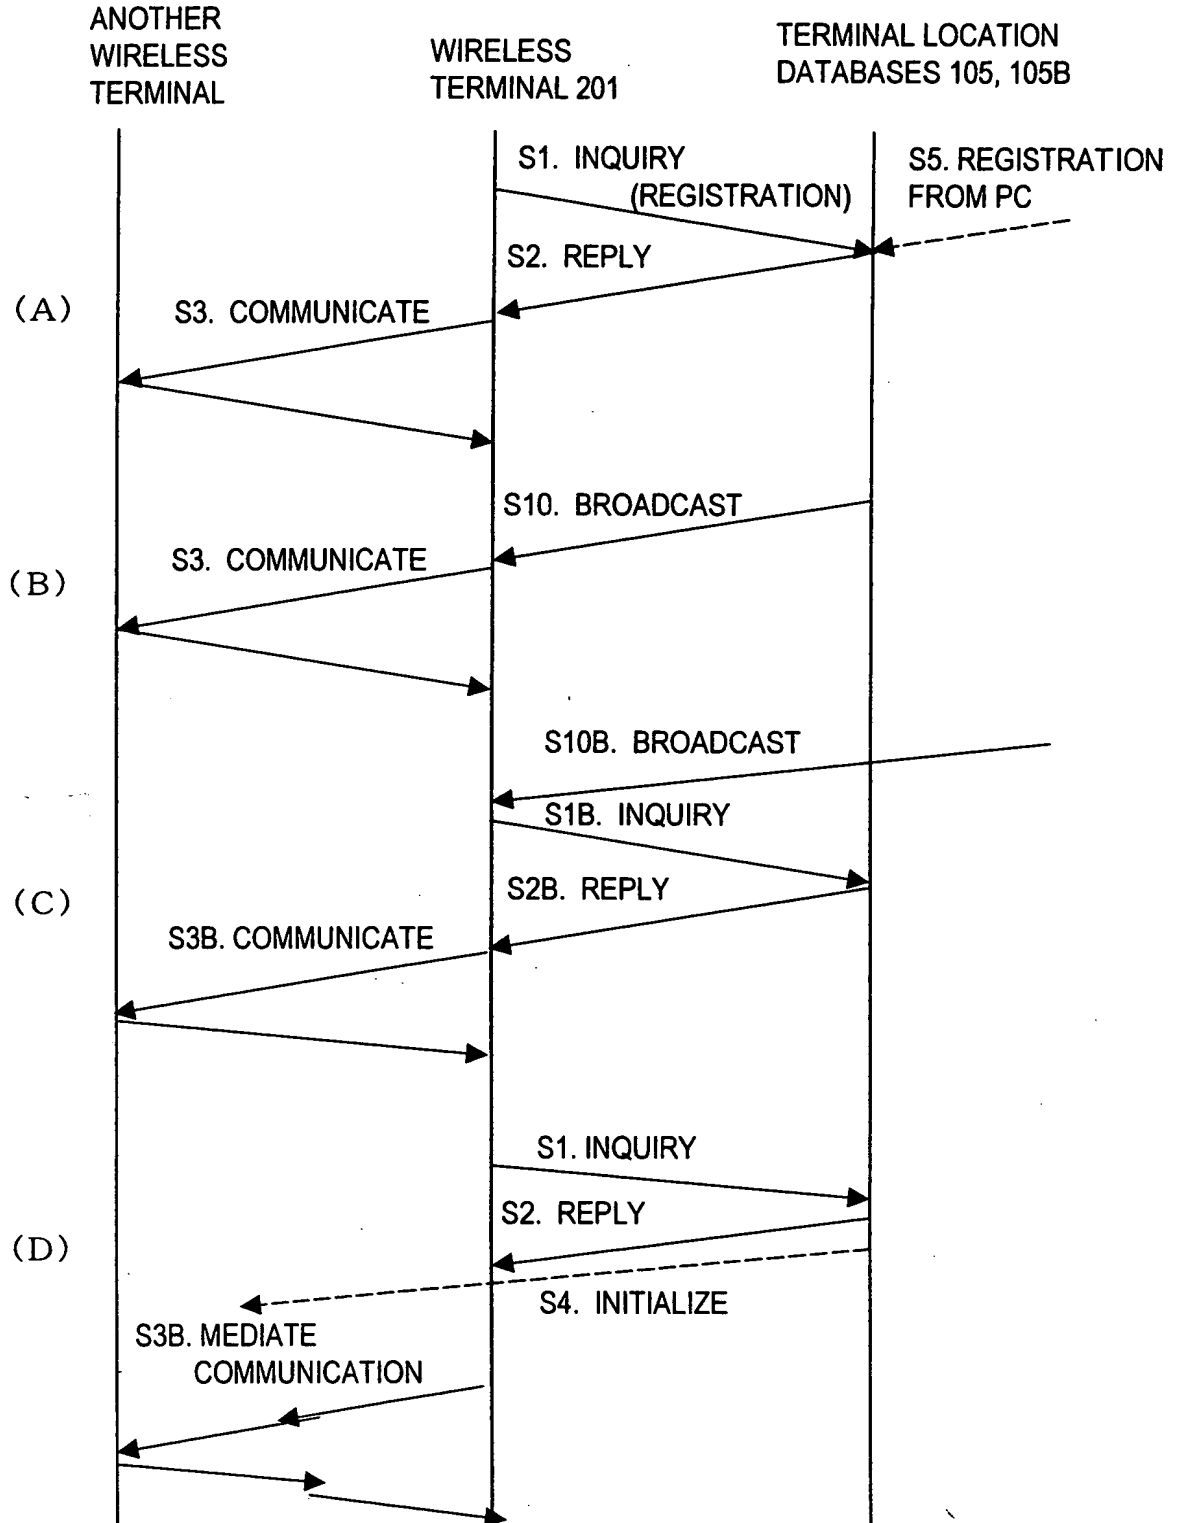 ANOTHER
WIRELESS
TERMINAL
WIRELESS
TERMINAL 201
TERMINAL LOCATION
DATABASES 105, 105B
S1. INQUIRY
(REGISTRATION)
S5. REGISTRATION
FROM PC
S2. REPLY
(A)
S3. COMMUNICATE
S10. BROADCAST
S3. COMMUNICATE
(B)
S10B. BROADCAST
S1B. INQUIRY
S2B. REPLY
(C)
S3B. COMMUNICATE
S1. INQUIRY
S2. REPLY
(D)
S4. INITIALIZE
S3B. MEDIATE
COMMUNICATION